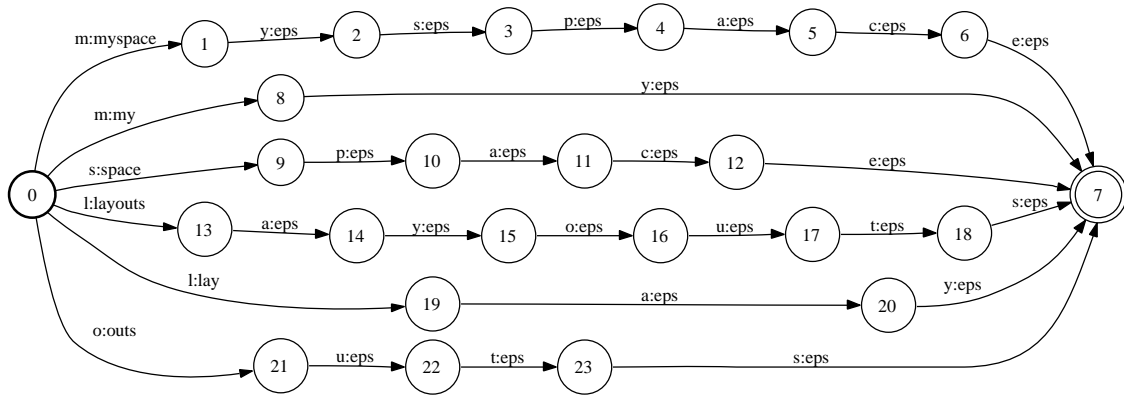 m:myspace 1 y:eps 2 s:eps 3 p:eps 4 a:eps 5 c:eps 6 e:eps
m:my 8 y:eps
s:space 9 p:eps 10 a:eps 11 c:eps 12 e:eps
0 7
l:layouts 13 a:eps 14 y:eps 15 o:eps 16 u:eps 17 t:eps 18 s:eps
l:lay 19 a:eps 20 y:eps
o:outs 21 u:eps 22 t:eps 23 s:eps